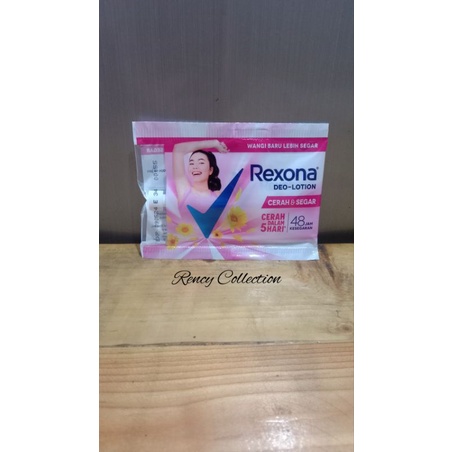 WANGI BARU LEBIH SEGAR
Rexona
DEO-LOTION
CERAH & SEGAR
CERAH
DALAM
5 HARI
48 JAM
KESEGARAN
Rency Collection